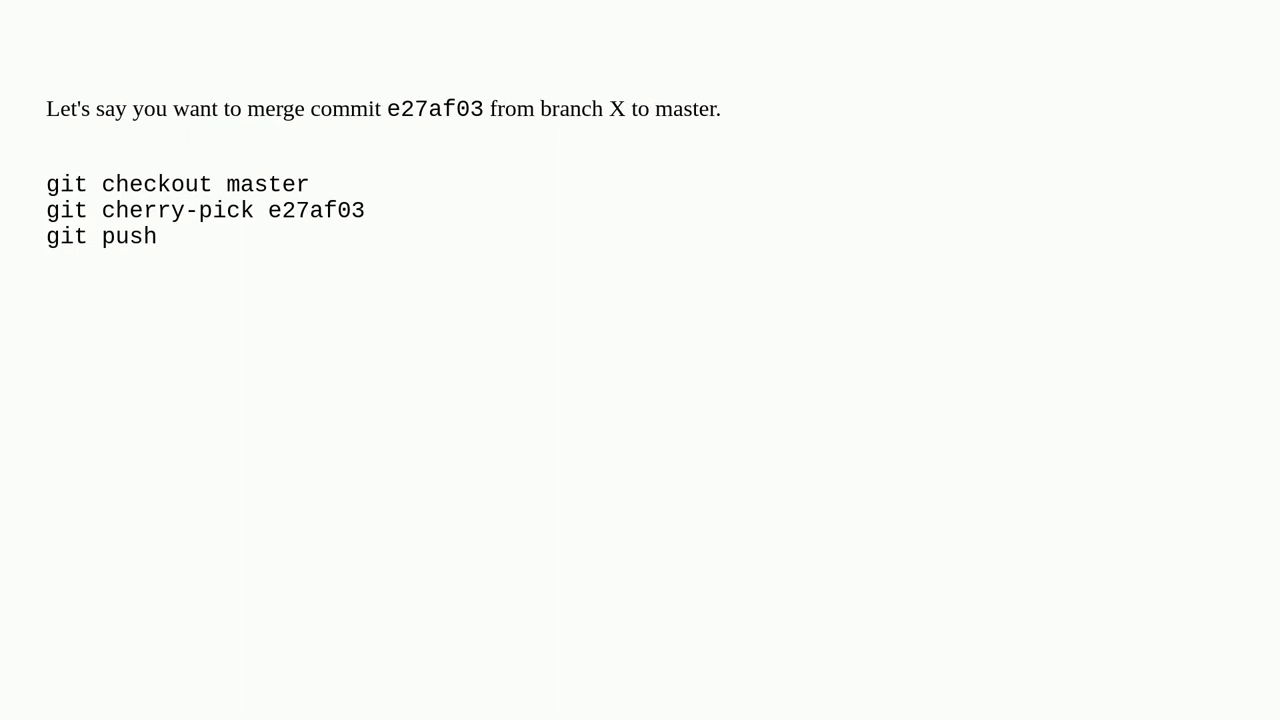 Let's say you want to merge commit e27af03 from branch X to master.
git checkout master
git cherry-pick e27af03
git push